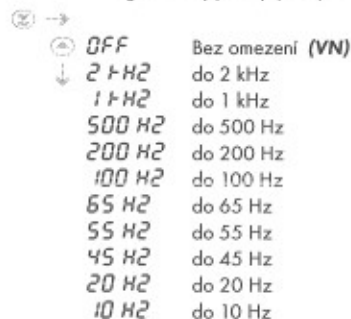 OFF Bez omezení (VN)
2 kHz do 2 kHz
1 kHz do 1 kHz
500 Hz do 500 Hz
200 Hz do 200 Hz
100 Hz do 100 Hz
65 Hz do 65 Hz
55 Hz do 55 Hz
45 Hz do 45 Hz
20 Hz do 20 Hz
10 Hz do 10 Hz